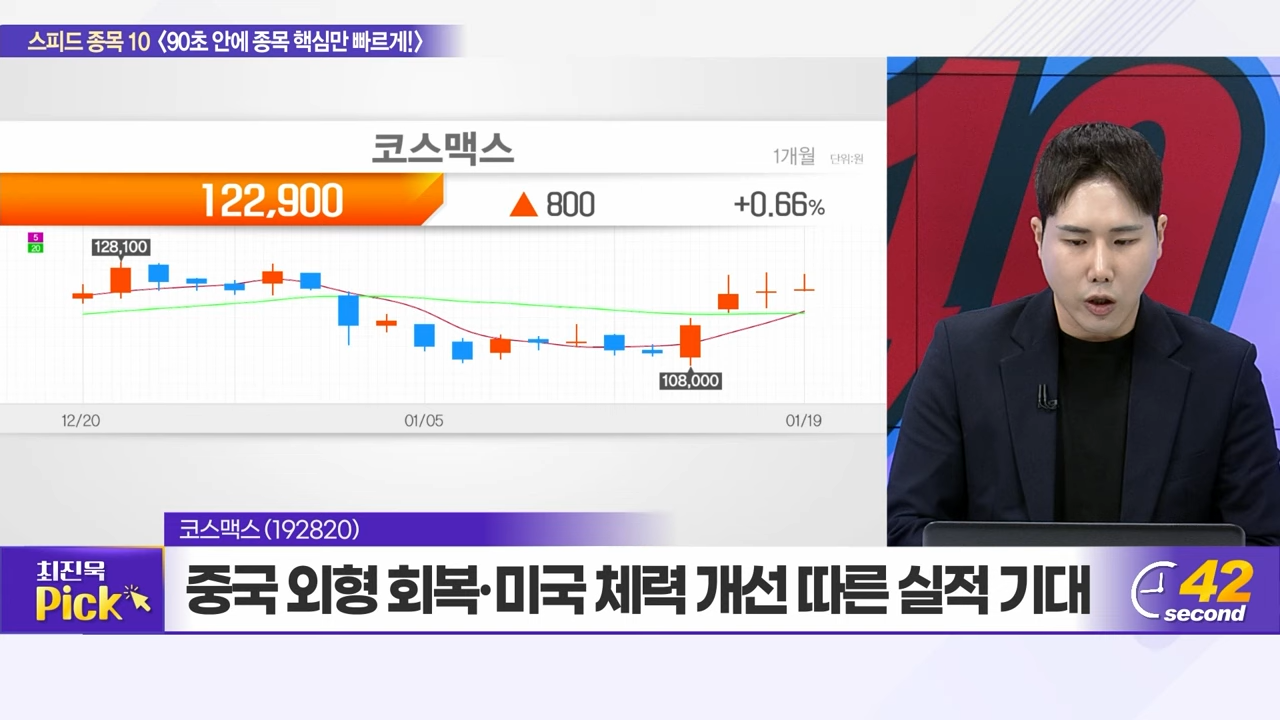 스피드 종목 10 〈90초 안에 종목 핵심만 빠르게!〉
코스맥스
1개월 단위:원
122,900 ▲ 800 +0.66%
5
20
128,100
108,000
12/20 01/05 01/19
코스맥스 (192820)
최진욱
Pick
중국 외형 회복·미국 체력 개선 따른 실적 기대
42
second